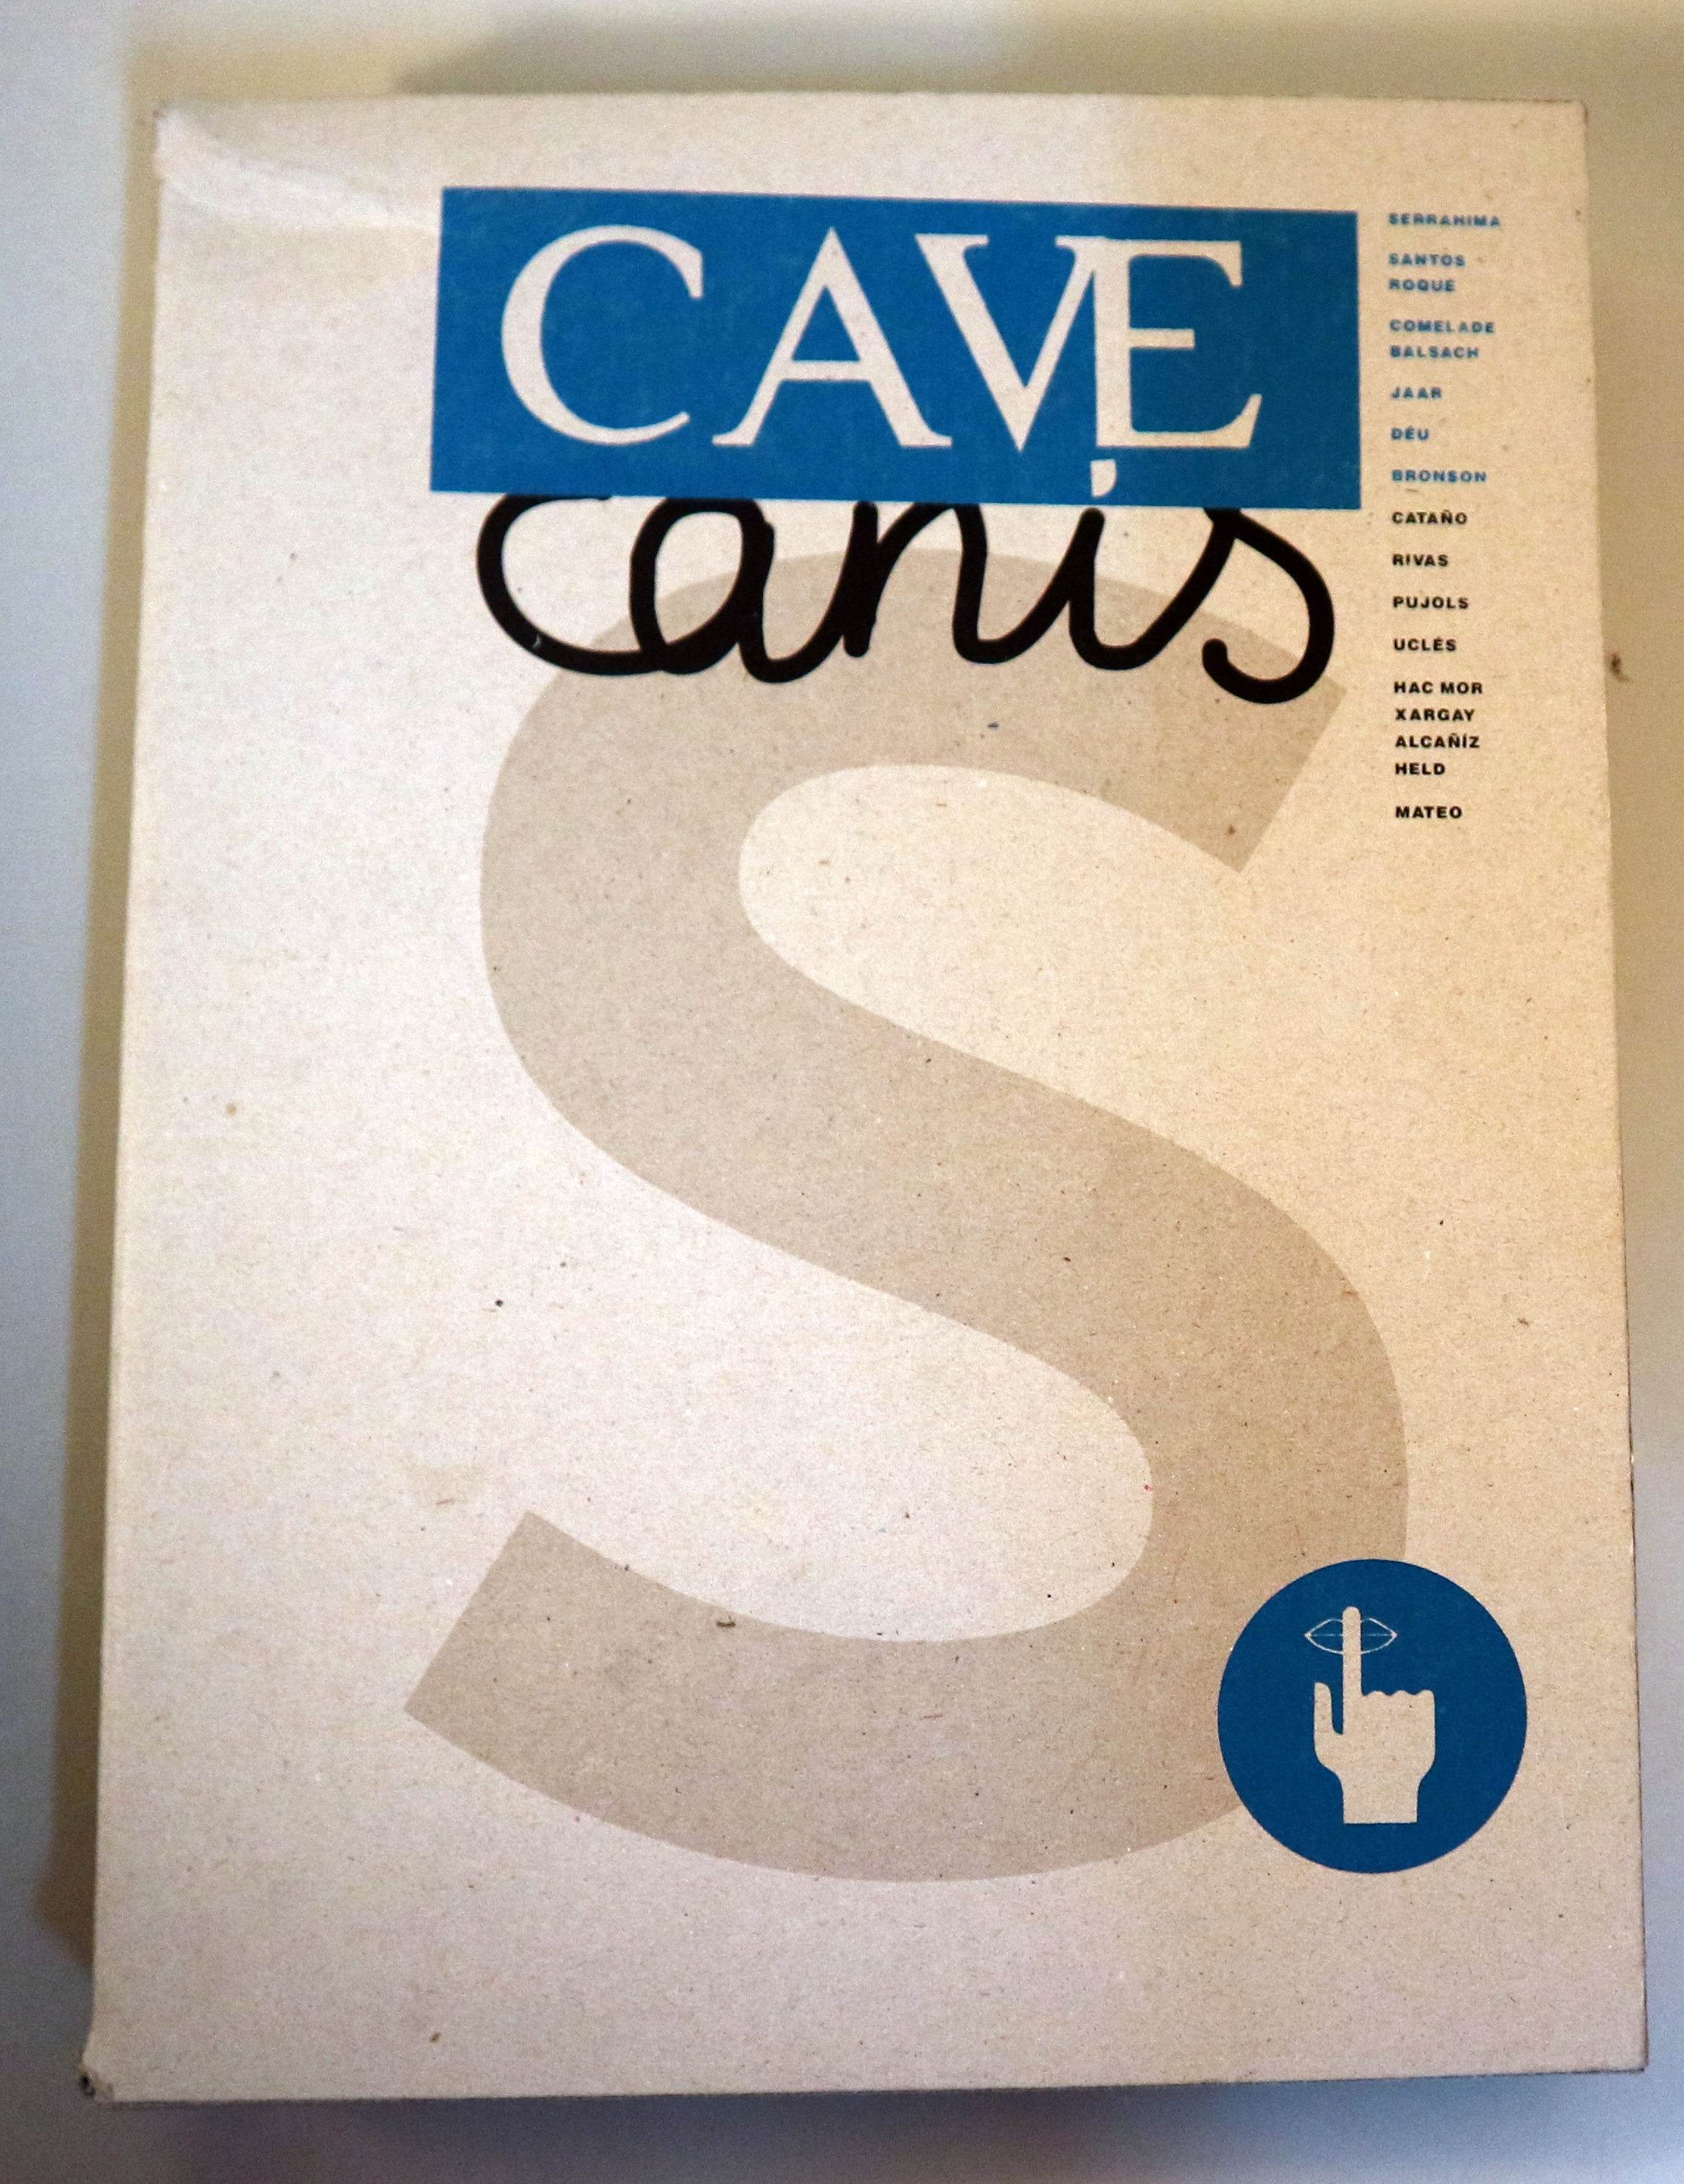 CAVE
canis
SERRAHIMA
SANTOS
ROQUE
COMELADE
BALSACH
JAAR
DÉU
BRONSON
CATAÑO
RIVAS
PUJOLS
UCLÉS
HAC MOR
XARGAY
ALCAÑÍZ
HELD
MATEO
S